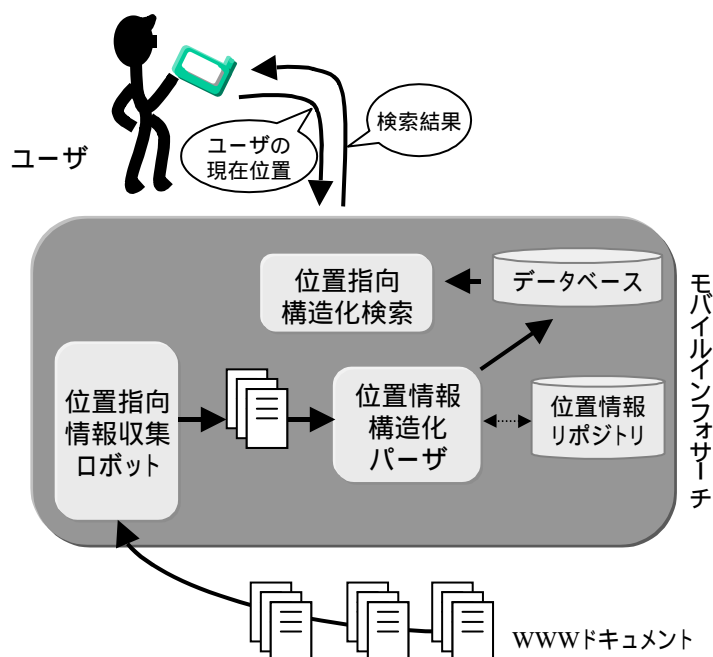 検索結果
ユーザの
現在位置
ユーザ
位置指向
構造化検索
データベース
モバイルインフォサーチ
位置指向
情報収集
ロボット
位置情報
構造化
パーザ
位置情報
リポジトリ
WWWドキュメント